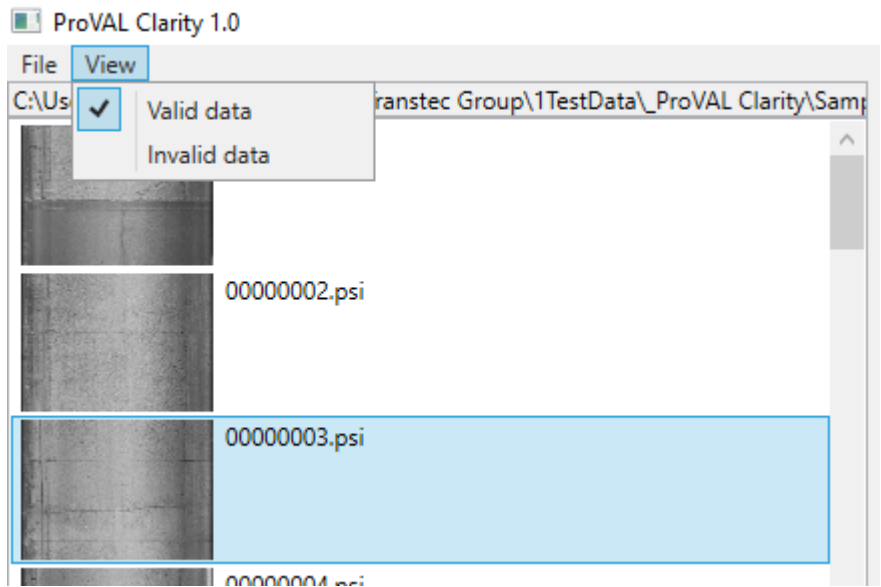 ProVAL Clarity 1.0
File View
C:\Us ranstec Group\1TestData\_ProVAL Clarity\Sam
Valid data
Invalid data
00000002.psi
00000003.psi
00000004.psi